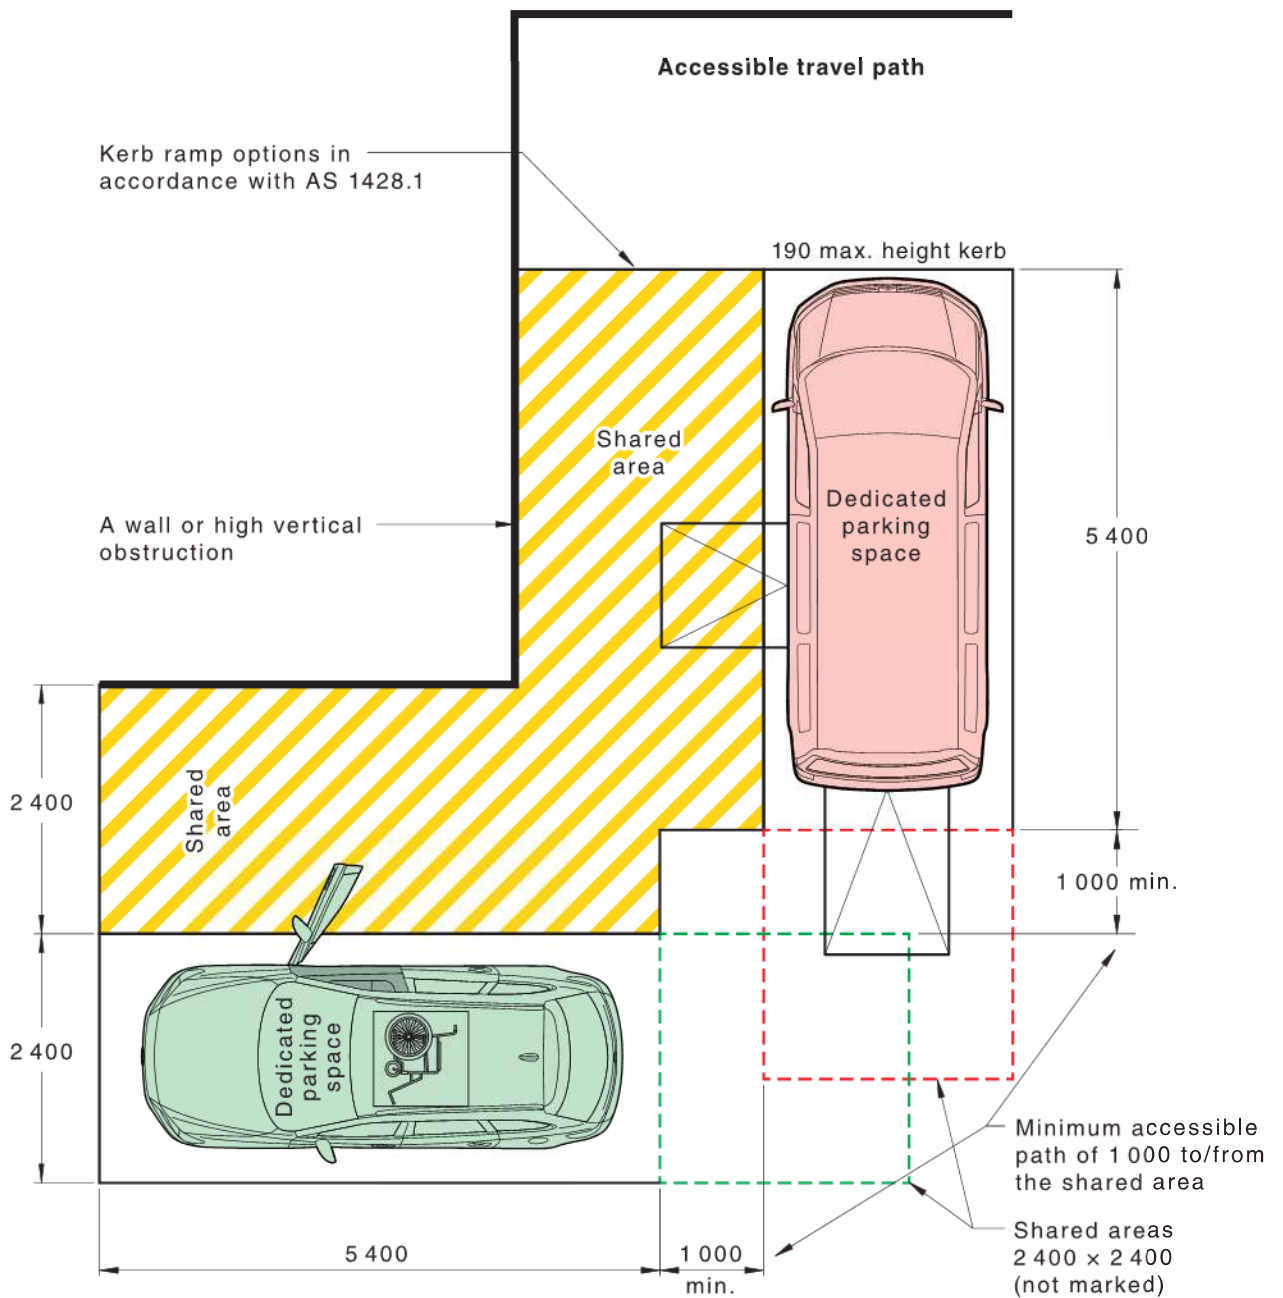 Accessible travel path
Kerb ramp options in
accordance with AS 1428.1
190 max. height kerb
Shared
area
Dedicated
parking
space
A wall or high vertical
obstruction
5 400
2 400
Shared
area
1 000 min.
2 400
Dedicated
parking
space
Minimum accessible
path of 1 000 to/from
the shared area
Shared areas
2 400 × 2 400
(not marked)
5 400
1 000
min.